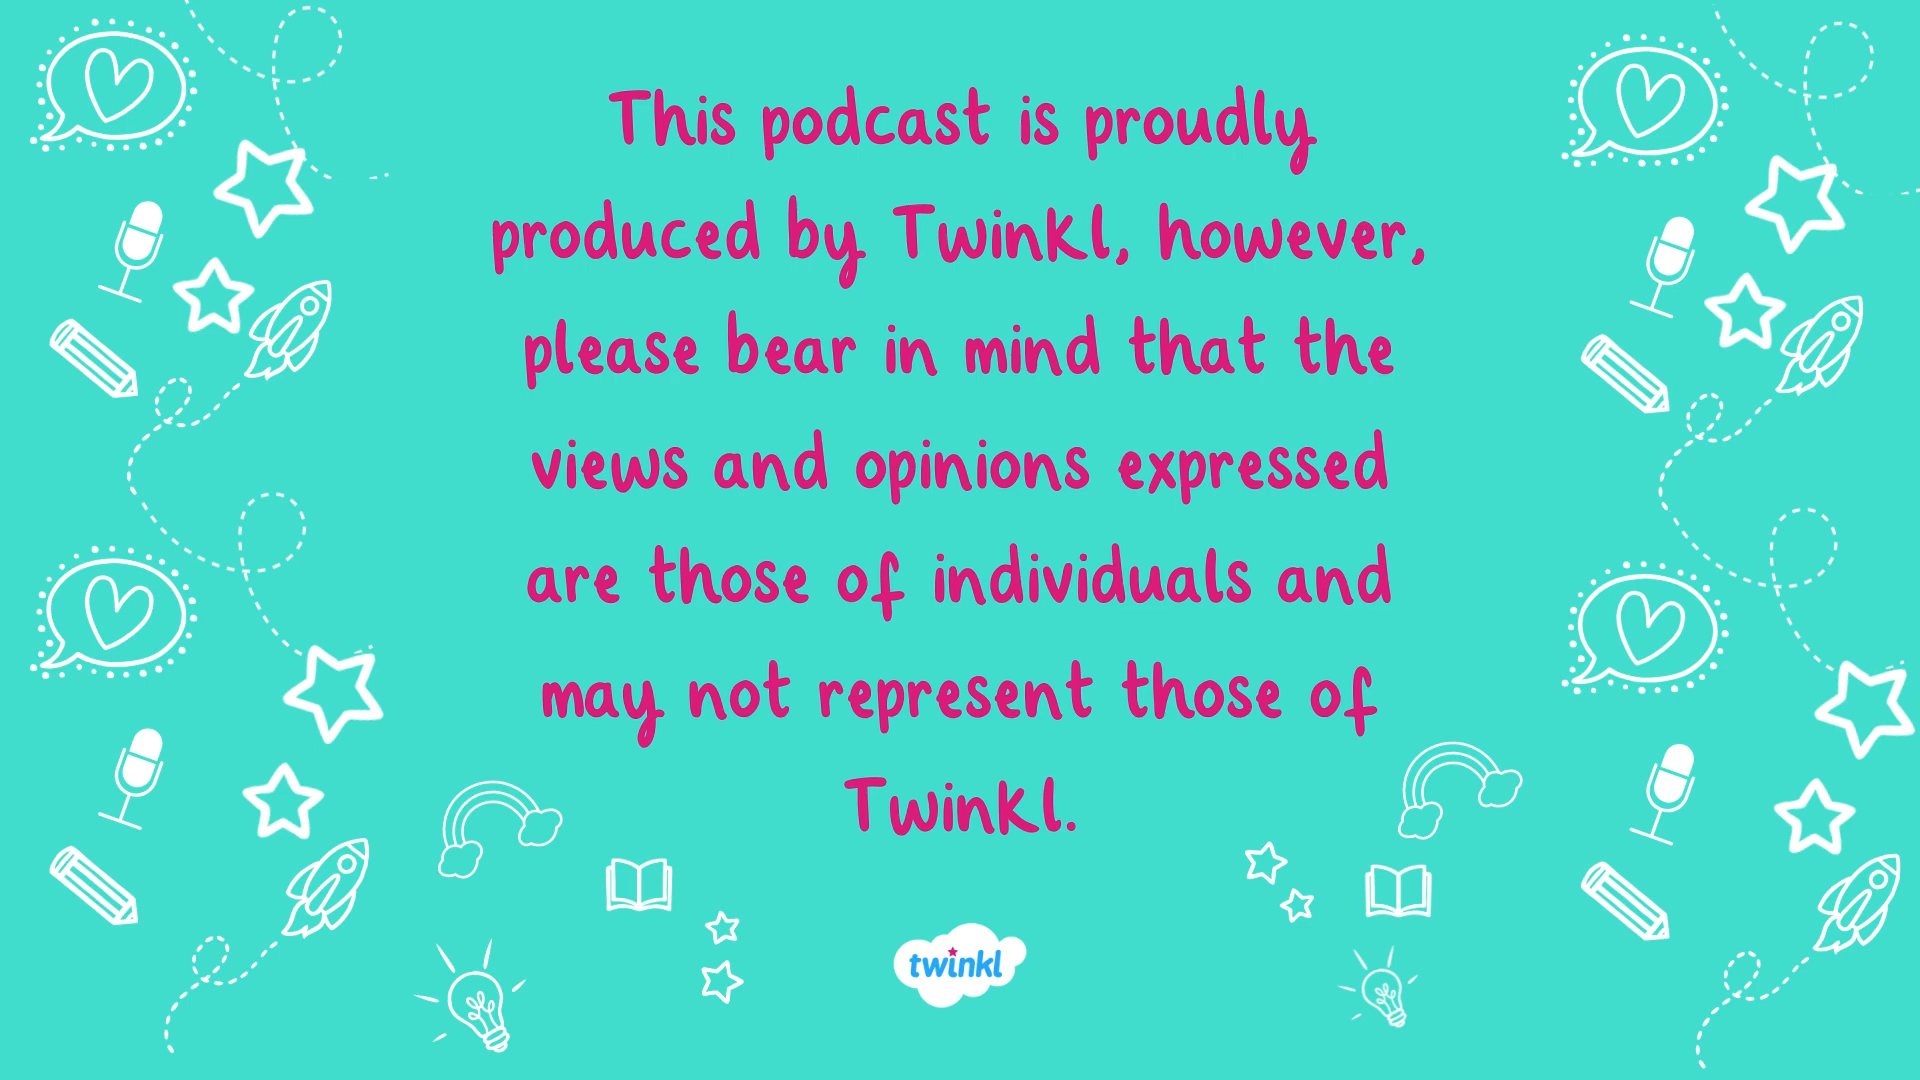 This podcast is proudly
produced by Twinkl, however,
please bear in mind that the
views and opinions expressed
are those of individuals and
may not represent those of
Twinkl.
twinkl